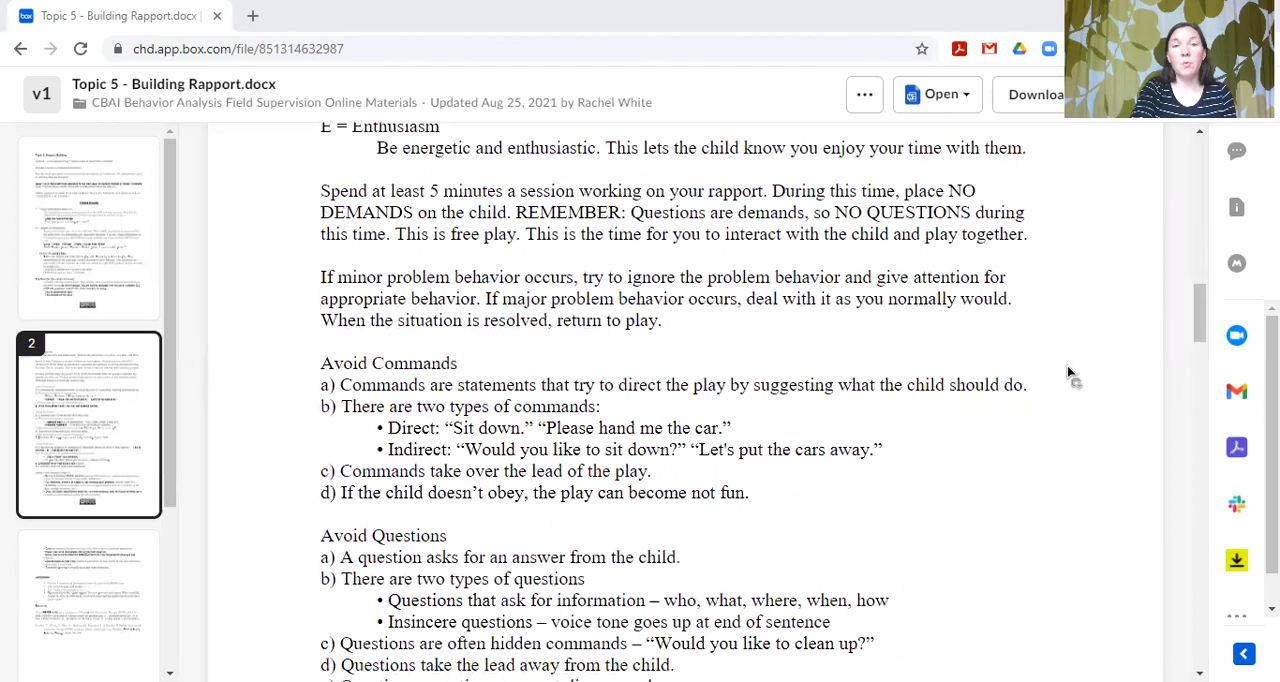 Topic 5 - Building Rapport.docx |
chd.app.box.com/file/851314632987
v1
Topic 5 - Building Rapport.docx
CBAI Behavior Analysis Field Supervision Online Materials · Updated Aug 25, 2021 by Rachel White
Open
Downloa
E = Enthusiasm
Be energetic and enthusiastic. This lets the child know you enjoy your time with them.
Spend at least 5 minutes a session working on your rapport. During this time, place NO
DEMANDS on the child. REMEMBER: Questions are demands, so NO QUESTIONS during
this time. This is free play. This is the time for you to interact with the child and play together.
If minor problem behavior occurs, try to ignore the problem behavior and give attention for
appropriate behavior. If major problem behavior occurs, deal with it as you normally would.
When the situation is resolved, return to play.
Avoid Commands
a) Commands are statements that try to direct the play by suggesting what the child should do.
b) There are two types of commands:
• Direct: “Sit down.” “Please hand me the car.”
• Indirect: “Would you like to sit down?” “Let's put the cars away.”
c) Commands take over the lead of the play.
d) If the child doesn't obey, the play can become not fun.
Avoid Questions
a) A question asks for an answer from the child.
b) There are two types of questions
• Questions that ask for information – who, what, where, when, how
• Inadvertent questions – voice tone goes up at end of sentence
c) Questions are often hidden commands – “Would you like to clean up?”
d) Questions take the lead away from the child.
2